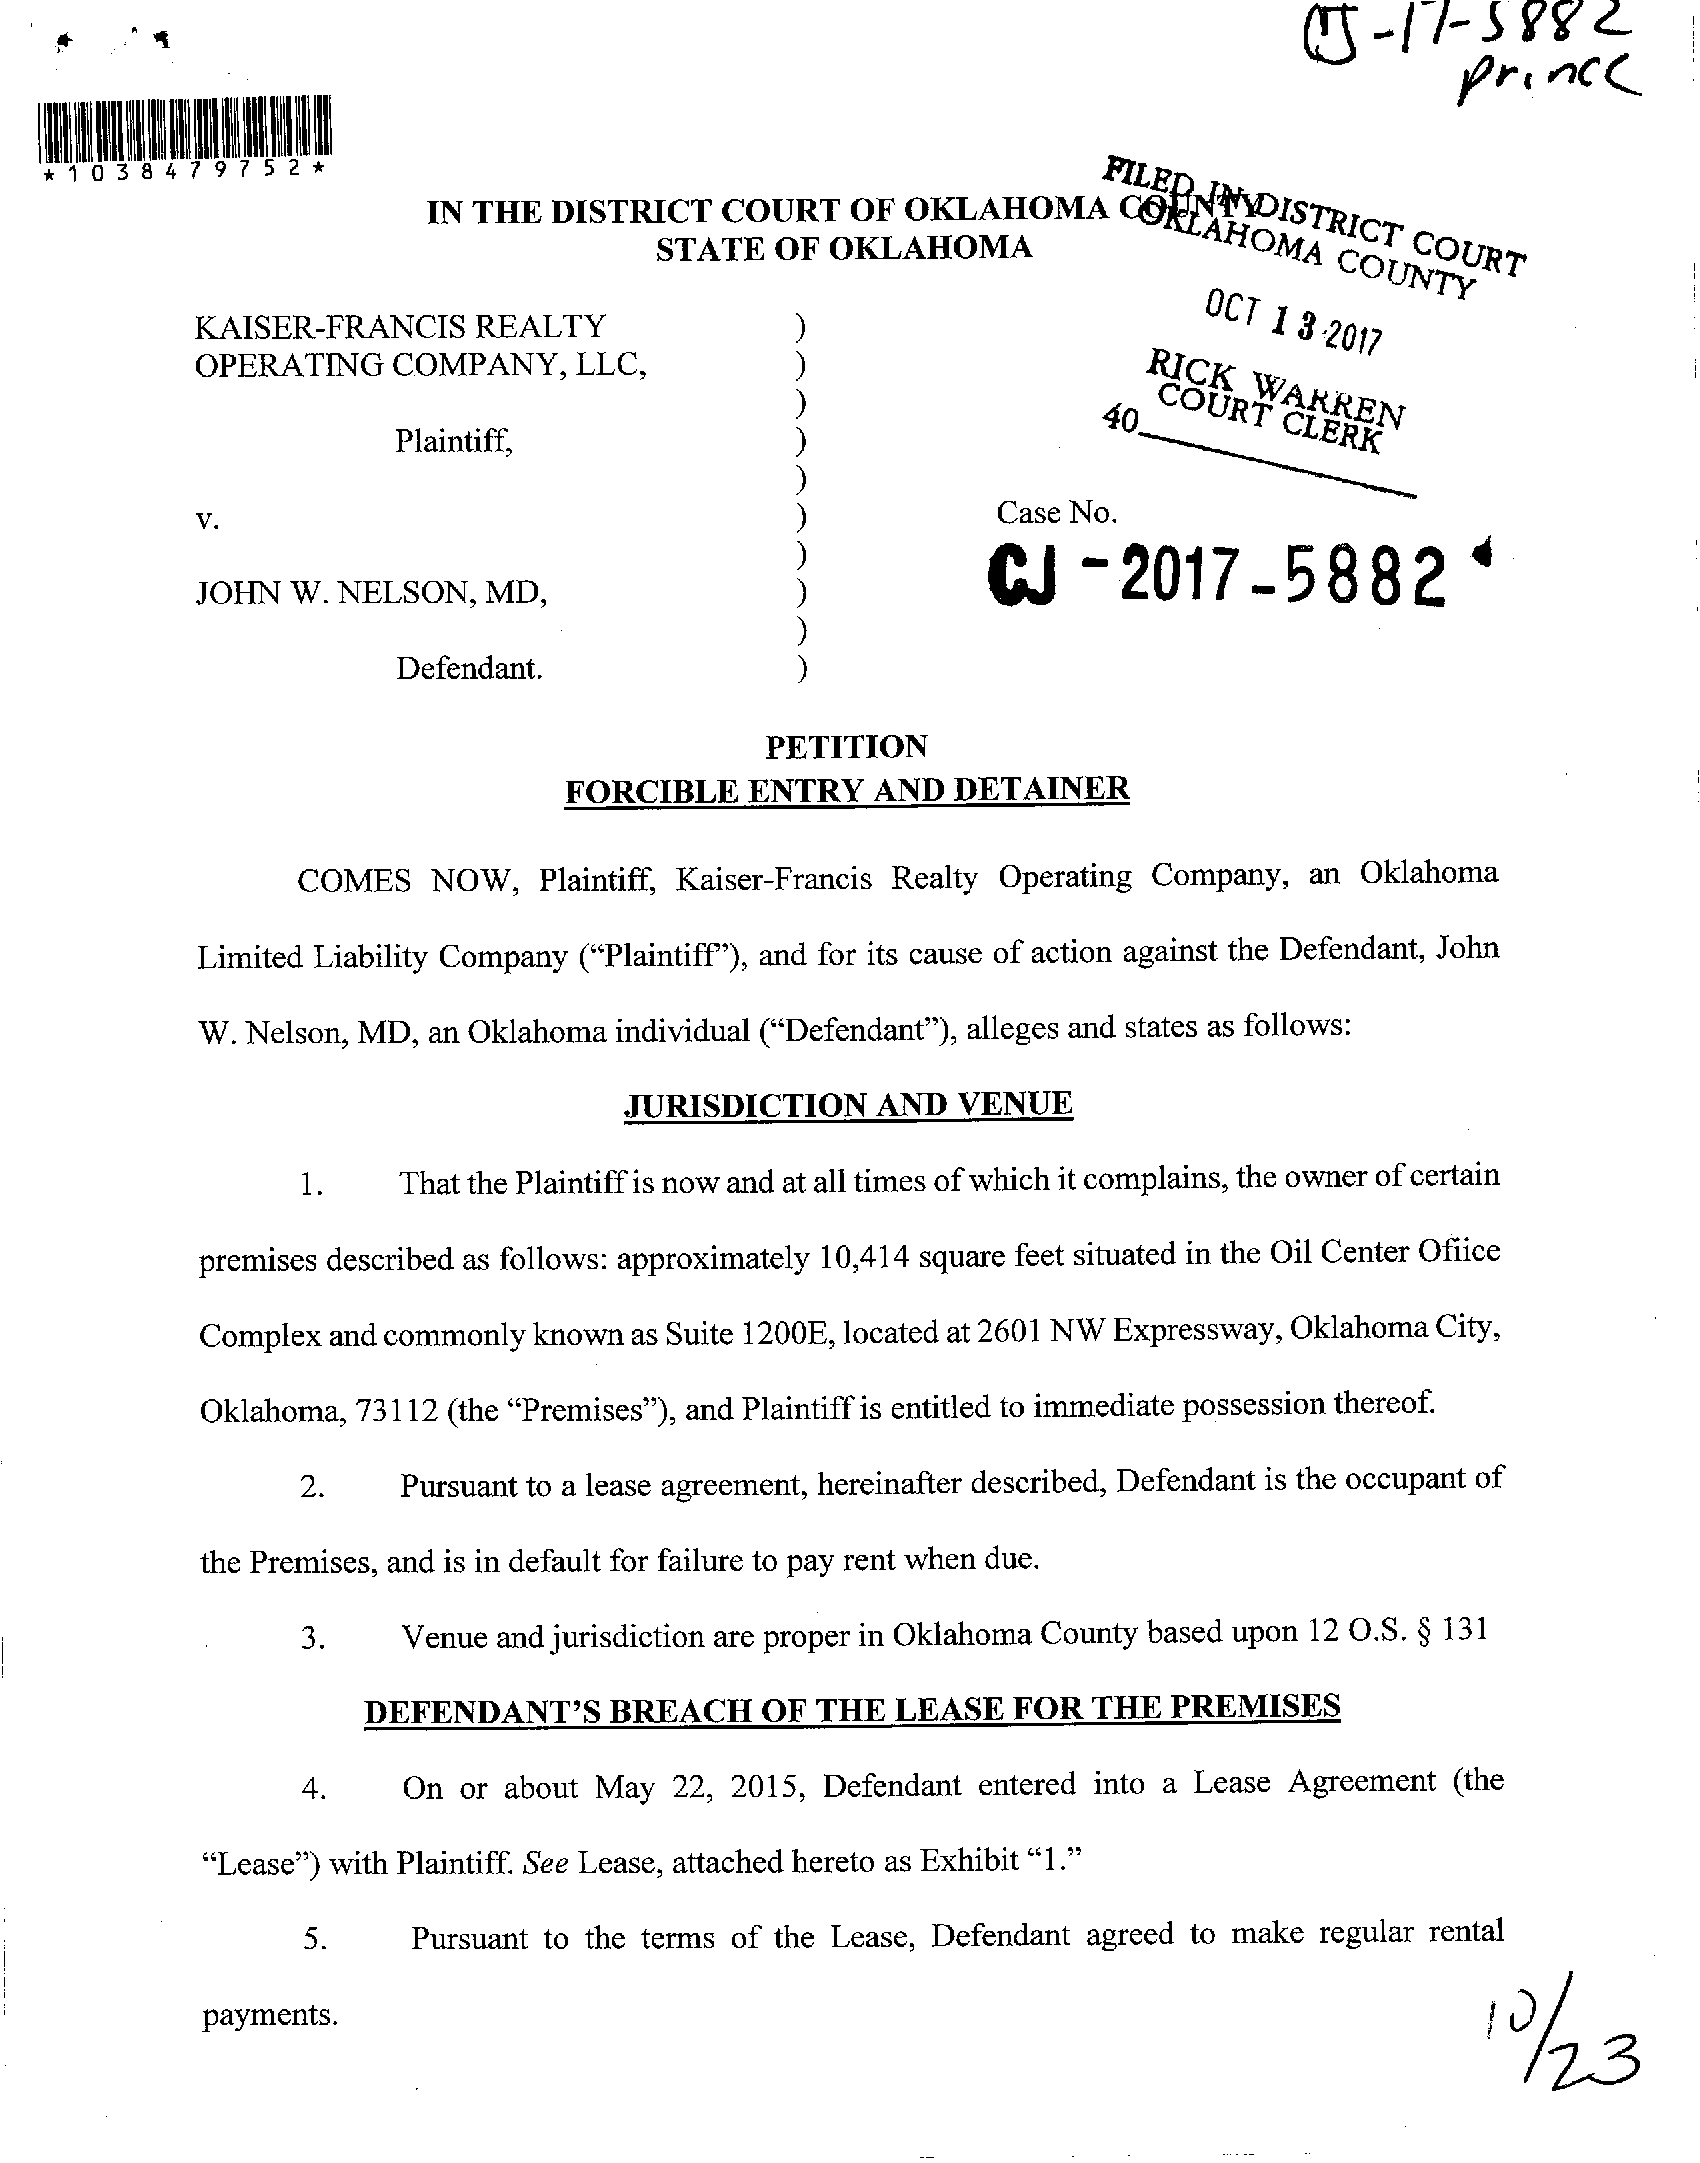 CJ-17-5882
prince
*1038479752*
FILED IN DISTRICT COURT
OKLAHOMA COUNTY
IN THE DISTRICT COURT OF OKLAHOMA COUNTY
STATE OF OKLAHOMA
OCT 13 2017
RICK WARREN
COURT CLERK
40
KAISER-FRANCIS REALTY )
OPERATING COMPANY, LLC, )
)
Plaintiff, )
)
v. ) Case No.
) CJ-2017-5882
JOHN W. NELSON, MD, )
)
Defendant. )
PETITION
FORCIBLE ENTRY AND DETAINER
COMES NOW, Plaintiff, Kaiser-Francis Realty Operating Company, an Oklahoma
Limited Liability Company (“Plaintiff”), and for its cause of action against the Defendant, John
W. Nelson, MD, an Oklahoma individual (“Defendant”), alleges and states as follows:
JURISDICTION AND VENUE
1. That the Plaintiff is now and at all times of which it complains, the owner of certain
premises described as follows: approximately 10,414 square feet situated in the Oil Center Ofiice
Complex and commonly known as Suite 1200E, located at 2601 NW Expressway, Oklahoma City,
Oklahoma, 73112 (the “Premises”), and Plaintiff is entitled to immediate possession thereof.
2. Pursuant to a lease agreement, hereinafter described, Defendant is the occupant of
the Premises, and is in default for failure to pay rent when due.
3. Venue and jurisdiction are proper in Oklahoma County based upon 12 O.S. § 131
DEFENDANT’S BREACH OF THE LEASE FOR THE PREMISES
4. On or about May 22, 2015, Defendant entered into a Lease Agreement (the
“Lease”) with Plaintiff. See Lease, attached hereto as Exhibit “1.”
5. Pursuant to the terms of the Lease, Defendant agreed to make regular rental
payments.
10/23